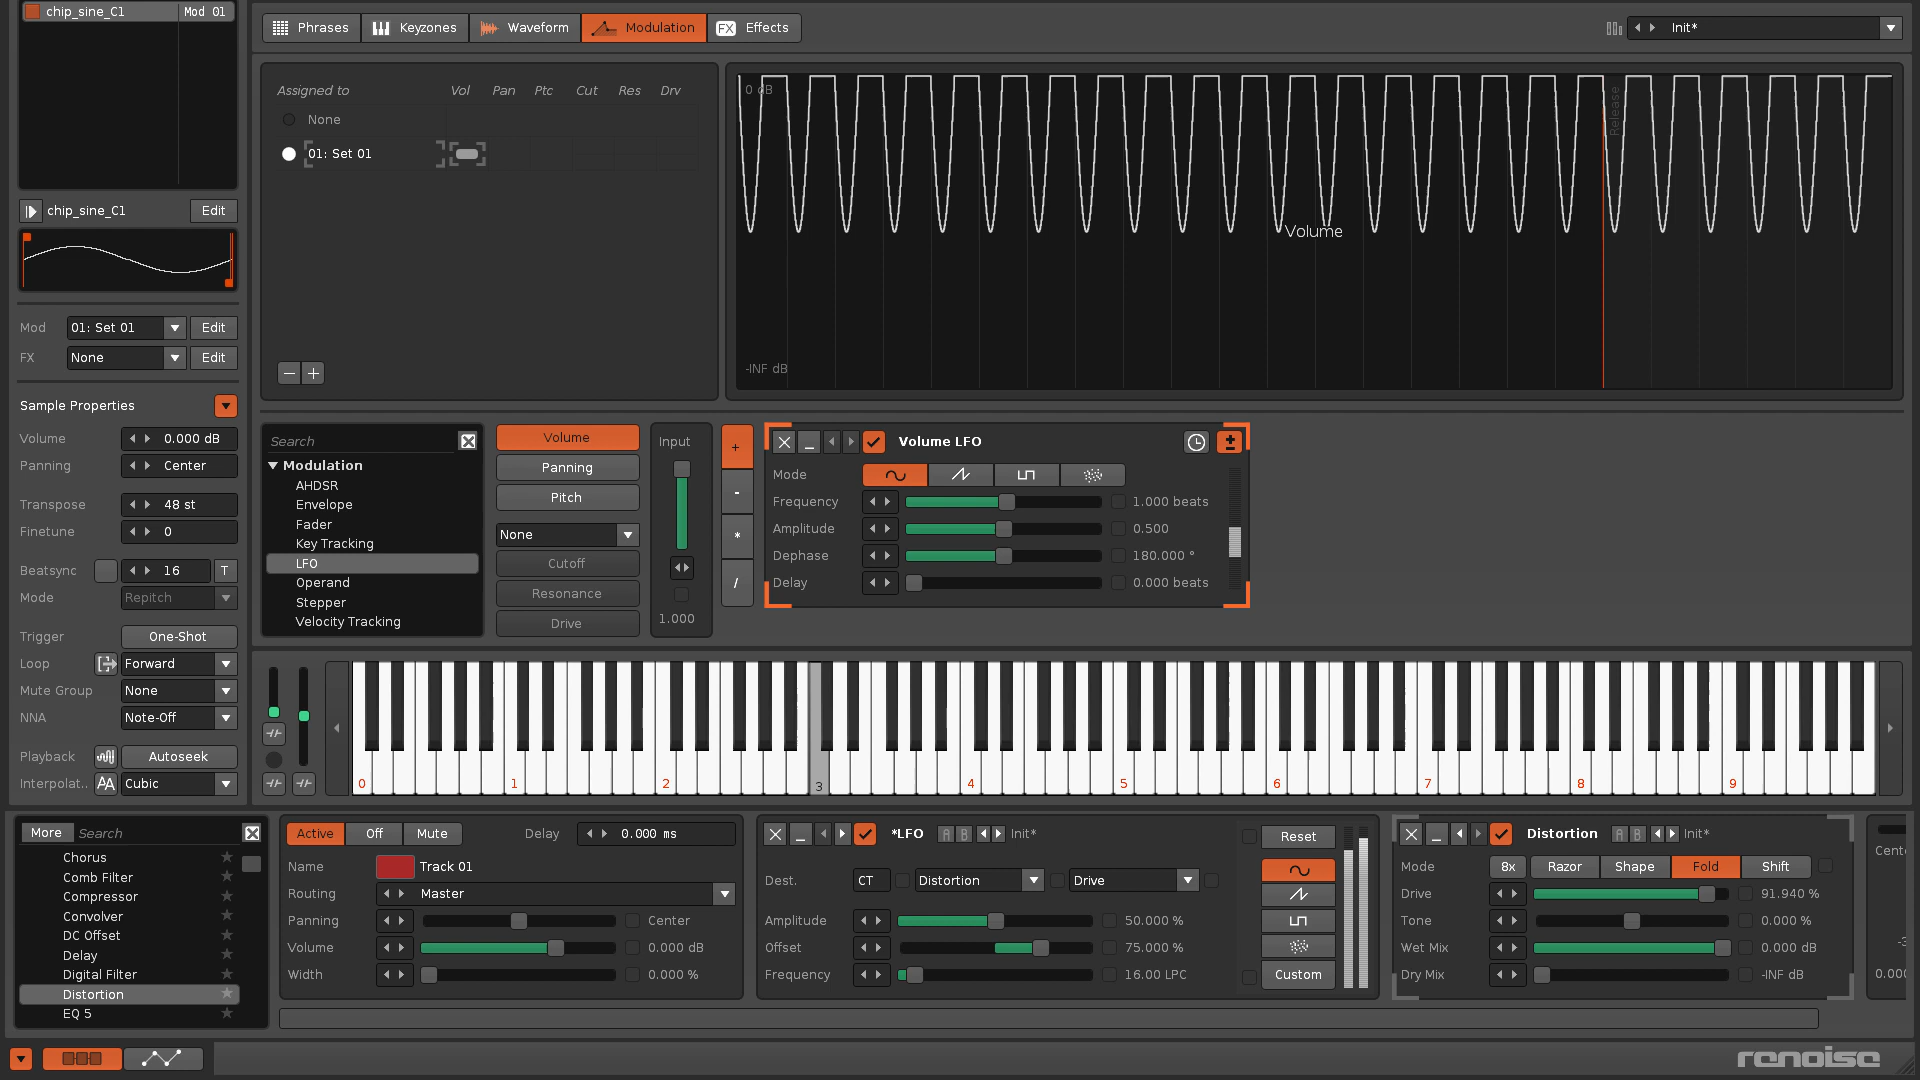 chip_sine_C1 Mod 01
Phrases Keyzones Waveform Modulation FX Effects Init*
Assigned to Vol Pan Ptc Cut Res Drv
None
01: Set 01
0 dB
Release
Volume
-INF dB
chip_sine_C1 Edit
Mod 01: Set 01 Edit
FX None Edit
Sample Properties
Volume 0.000 dB
Panning Center
Transpose 48 st
Finetune 0
Beatsync 16 T
Mode Repitch
Trigger One-Shot
Loop Forward
Mute Group None
NNA Note-Off
Playback Autoseek
Interpolat.. AA Cubic
Search
Modulation
AHDSR
Envelope
Fader
Key Tracking
LFO
Operand
Stepper
Velocity Tracking
Volume
Panning
Pitch
None
Cutoff
Resonance
Drive
Input
1.000
+
-
*
/
Volume LFO
Mode
Frequency 1.000 beats
Amplitude 0.500
Dephase 180.000 °
Delay 0.000 beats
0 1 2 3 4 5 6 7 8 9
More Search
Chorus
Comb Filter
Compressor
Convolver
DC Offset
Delay
Digital Filter
Distortion
EQ 5
Active Off Mute Delay 0.000 ms
Name Track 01
Routing Master
Panning Center
Volume 0.000 dB
Width 0.000 %
*LFO A B Init* Reset
Dest. CT Distortion Drive
Amplitude 50.000 %
Offset 75.000 %
Frequency 16.00 LPC Custom
Distortion A B Init*
Mode 8x Razor Shape Fold Shift
Drive 91.940 %
Tone 0.000 %
Wet Mix 0.000 dB
Dry Mix -INF dB
renoise